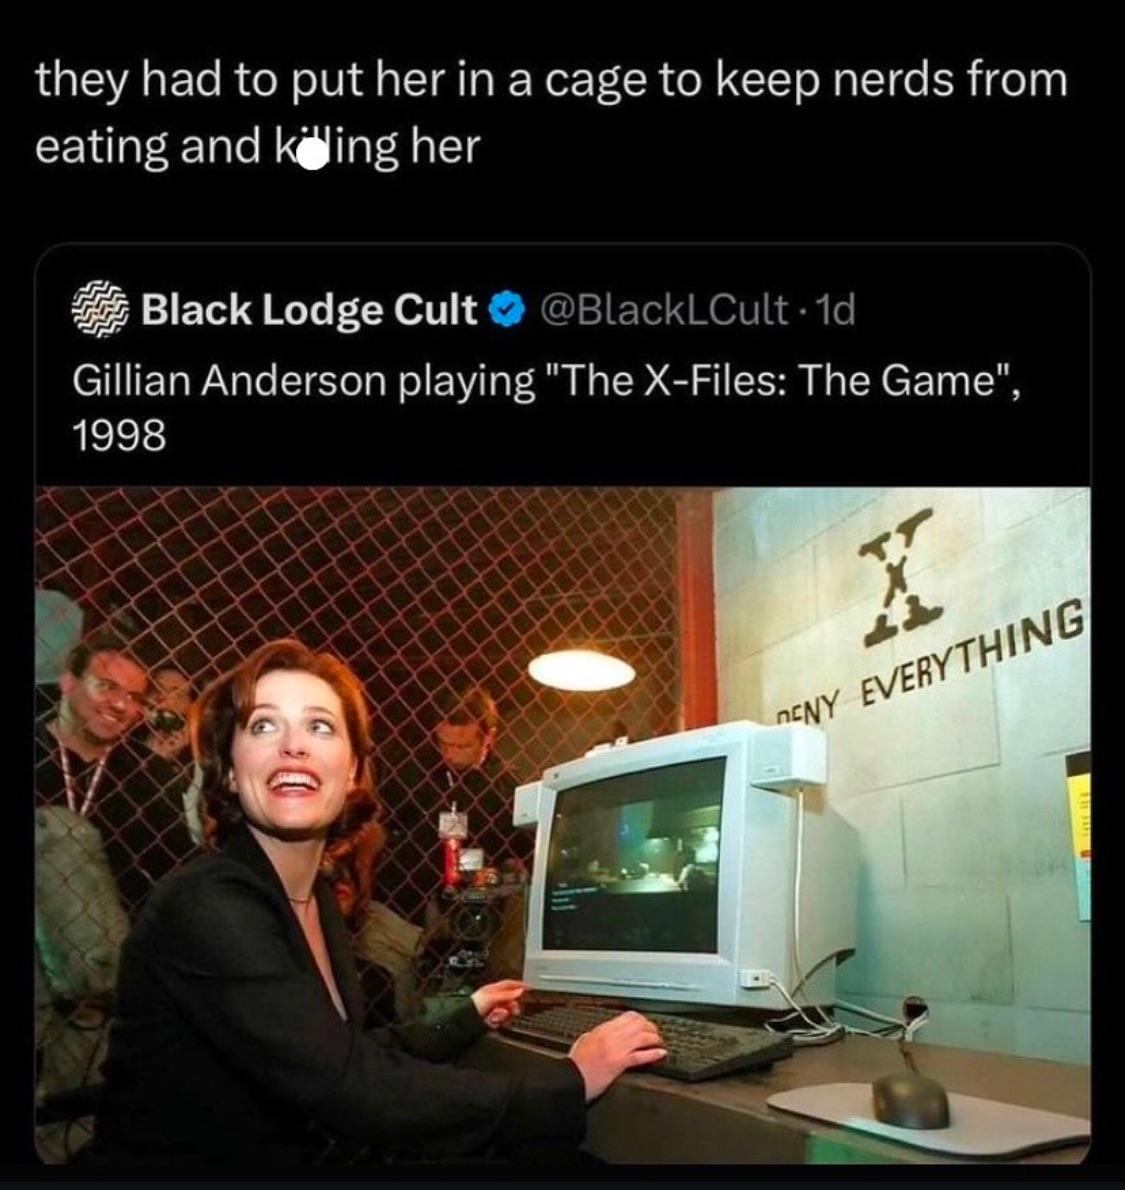 they had to put her in a cage to keep nerds from
eating and killing her
Black Lodge Cult @BlackLCult · 1d
Gillian Anderson playing "The X-Files: The Game",
1998
X
DENY EVERYTHING